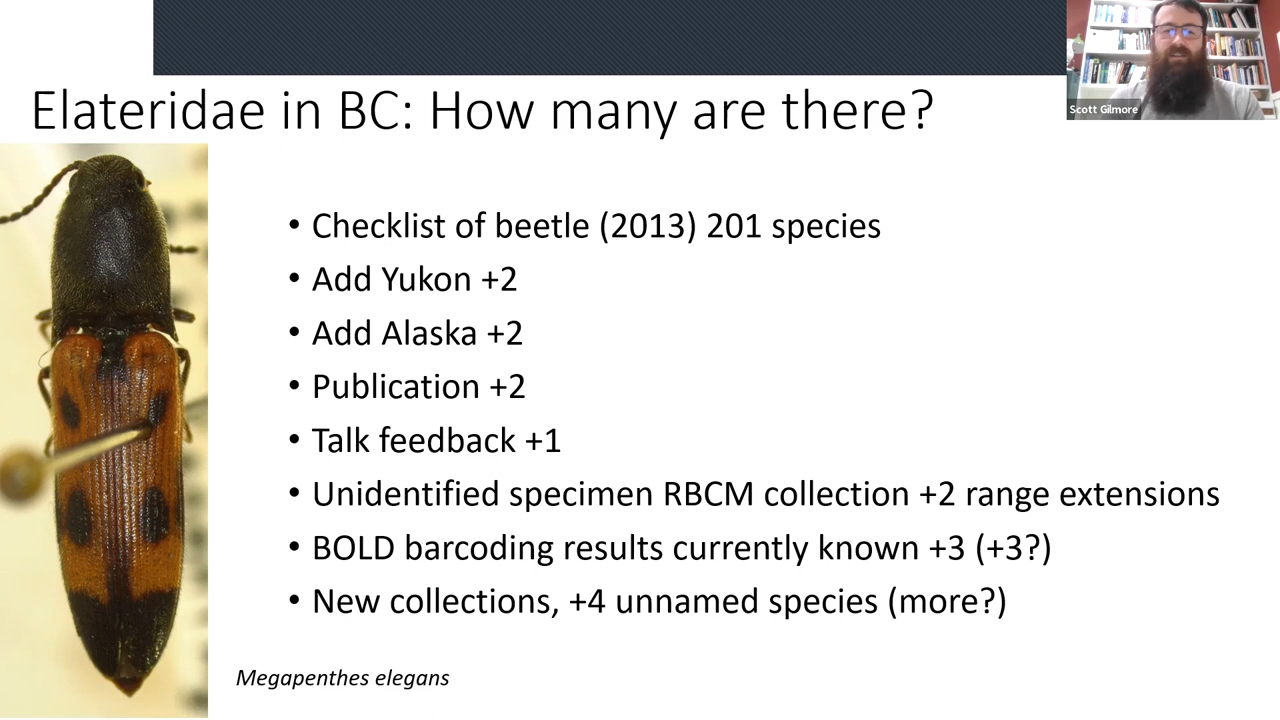 Scott Gilmore
Elateridae in BC: How many are there?
• Checklist of beetle (2013) 201 species
• Add Yukon +2
• Add Alaska +2
• Publication +2
• Talk feedback +1
• Unidentified specimen RBCM collection +2 range extensions
• BOLD barcoding results currently known +3 (+3?)
• New collections, +4 unnamed species (more?)
Megapenthes elegans